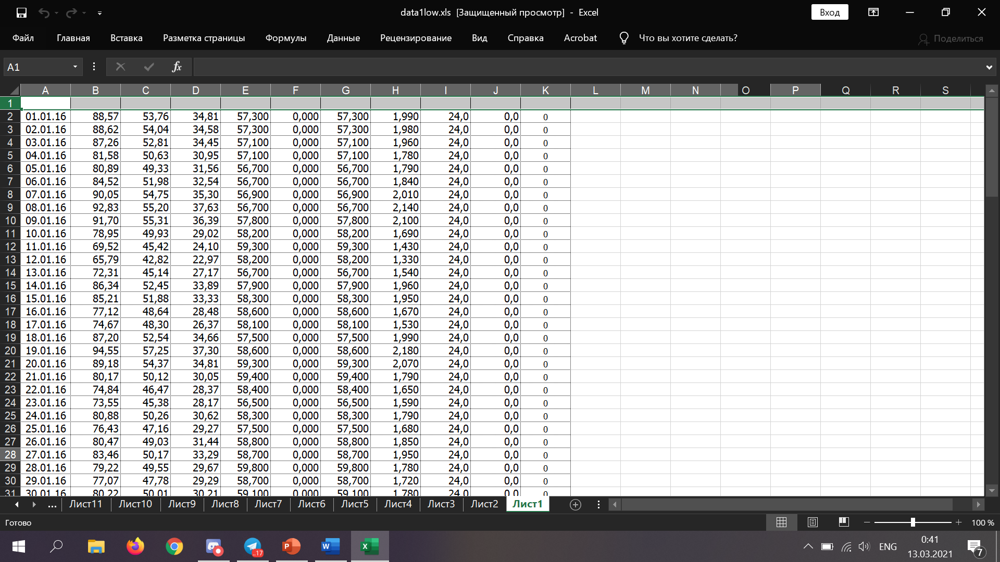 data1low.xls [Защищенный просмотр] - Excel
Вход
Файл Главная Вставка Разметка страницы Формулы Данные Рецензирование Вид Справка Acrobat Что вы хотите сделать? Поделиться
A1 fx
A B C D E F G H I J K L M N O P Q R S
1
2 01.01.16 88,57 53,76 34,81 57,300 0,000 57,300 1,990 24,0 0,0 0
3 02.01.16 88,62 54,04 34,58 57,300 0,000 57,300 1,980 24,0 0,0 0
4 03.01.16 87,26 52,81 34,45 57,100 0,000 57,100 1,960 24,0 0,0 0
5 04.01.16 81,58 50,63 30,95 57,100 0,000 57,100 1,780 24,0 0,0 0
6 05.01.16 80,89 49,33 31,56 56,700 0,000 56,700 1,790 24,0 0,0 0
7 06.01.16 84,52 51,98 32,54 56,700 0,000 56,700 1,840 24,0 0,0 0
8 07.01.16 90,05 54,75 35,30 56,900 0,000 56,900 2,010 24,0 0,0 0
9 08.01.16 92,83 55,20 37,63 56,700 0,000 56,700 2,140 24,0 0,0 0
10 09.01.16 91,70 55,31 36,39 57,800 0,000 57,800 2,100 24,0 0,0 0
11 10.01.16 78,95 49,93 29,02 58,200 0,000 58,200 1,690 24,0 0,0 0
12 11.01.16 69,52 45,42 24,10 59,300 0,000 59,300 1,430 24,0 0,0 0
13 12.01.16 65,79 42,82 22,97 58,200 0,000 58,200 1,330 24,0 0,0 0
14 13.01.16 72,31 45,14 27,17 56,700 0,000 56,700 1,540 24,0 0,0 0
15 14.01.16 86,34 52,45 33,89 57,900 0,000 57,900 1,960 24,0 0,0 0
16 15.01.16 85,21 51,88 33,33 58,300 0,000 58,300 1,950 24,0 0,0 0
17 16.01.16 77,12 48,64 28,48 58,600 0,000 58,600 1,670 24,0 0,0 0
18 17.01.16 74,67 48,30 26,37 58,100 0,000 58,100 1,530 24,0 0,0 0
19 18.01.16 87,20 52,54 34,66 57,500 0,000 57,500 1,990 24,0 0,0 0
20 19.01.16 94,55 57,25 37,30 58,600 0,000 58,600 2,180 24,0 0,0 0
21 20.01.16 89,18 54,37 34,81 59,300 0,000 59,300 2,070 24,0 0,0 0
22 21.01.16 80,17 50,12 30,05 59,400 0,000 59,400 1,790 24,0 0,0 0
23 22.01.16 74,84 46,47 28,37 58,400 0,000 58,400 1,650 24,0 0,0 0
24 23.01.16 73,55 45,38 28,17 56,500 0,000 56,500 1,590 24,0 0,0 0
25 24.01.16 80,88 50,26 30,62 58,300 0,000 58,300 1,790 24,0 0,0 0
26 25.01.16 76,43 47,16 29,27 57,500 0,000 57,500 1,680 24,0 0,0 0
27 26.01.16 80,47 49,03 31,44 58,800 0,000 58,800 1,850 24,0 0,0 0
28 27.01.16 83,46 50,17 33,29 58,700 0,000 58,700 1,950 24,0 0,0 0
29 28.01.16 79,22 49,55 29,67 59,800 0,000 59,800 1,780 24,0 0,0 0
30 29.01.16 77,07 47,78 29,29 58,700 0,000 58,700 1,720 24,0 0,0 0
31 30.01.16 80,22 50,01 30,21 59,100 0,000 59,100 1,780 24,0 0,0 0
... Лист11 Лист10 Лист9 Лист8 Лист7 Лист6 Лист5 Лист4 Лист3 Лист2 Лист1
Готово 100 %
..17 P W X ENG 0:41
13.03.2021 7